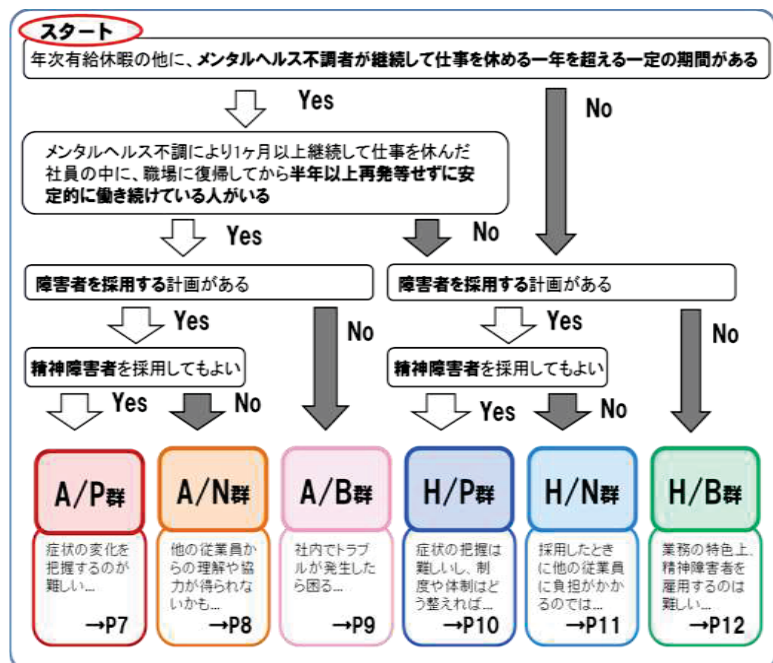 スタート
年次有給休暇の他に、メンタルヘルス不調者が継続して仕事を休める一年を超える一定の期間がある
Yes
No
メンタルヘルス不調により1ヶ月以上継続して仕事を休んだ
社員の中に、職場に復帰してから半年以上再発等せずに安
定的に働き続けている人がいる
Yes
No
障害者を採用する計画がある
障害者を採用する計画がある
Yes
No
Yes
No
精神障害者を採用してもよい
精神障害者を採用してもよい
Yes
No
Yes
No
A/P群
A/N群
A/B群
H/P群
H/N群
H/B群
症状の変化を
把握するのが
難しい...
→P7
他の従業員か
らの理解や協
力が得られな
いかも...
→P8
社内でトラブ
ルが発生した
ら困る...
→P9
症状の把握は
難しいし、制
度や体制はど
う整えれば...
→P10
採用したとき
に他の従業員
に負担がかか
るのでは...
→P11
業務の特色上、
精神障害者を
雇用するのは
難しい...
→P12